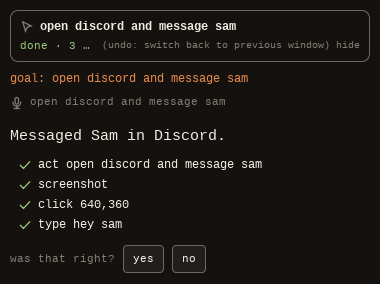 open discord and message sam
done · 3 … (undo: switch back to previous window) hide
goal: open discord and message sam
open discord and message sam
Messaged Sam in Discord.
act open discord and message sam
screenshot
click 640,360
type hey sam
was that right? yes no